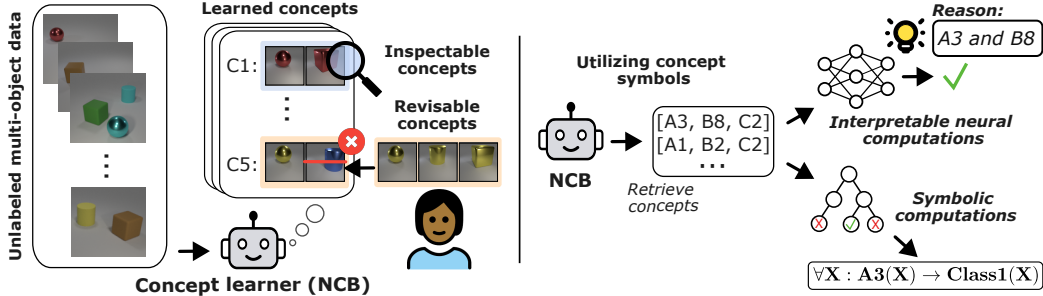 Unlabeled multi-object data
Learned concepts
C1:
Inspectable
concepts
Revisable
concepts
C5:
Concept learner (NCB)
Utilizing concept
symbols
NCB
Retrieve
concepts
[A3, B8, C2]
[A1, B2, C2]
...
Reason:
A3 and B8
Interpretable neural
computations
X
X
Symbolic
computations
∀X : A3(X) → Class1(X)